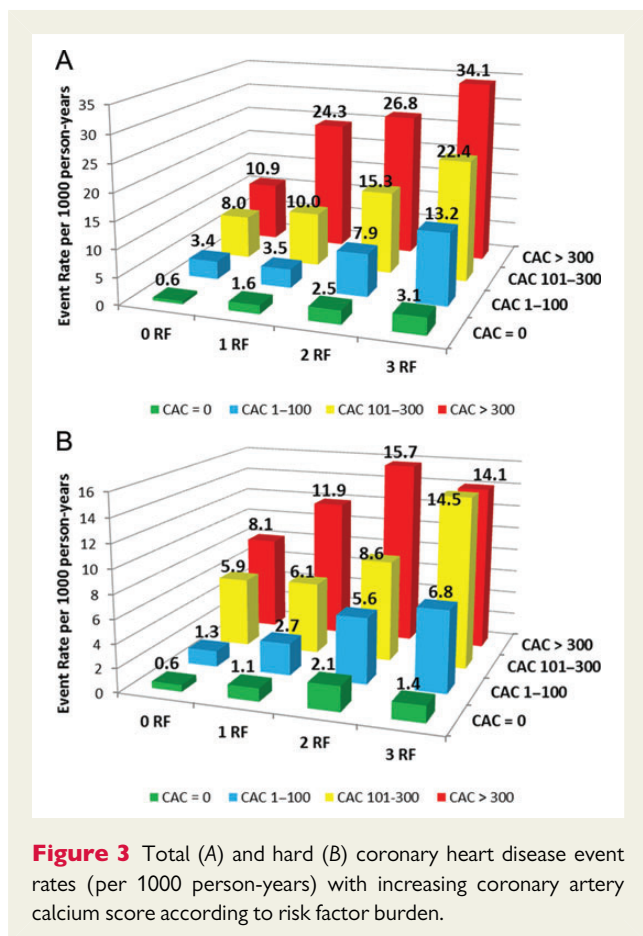 A
Event Rate per 1000 person-years
35
30
25
20
15
10
5
0
34.1
26.8
24.3
22.4
10.9
15.3
8.0
10.0
13.2
3.4
3.5
7.9
0.6
1.6
2.5
3.1
CAC > 300
CAC 101–300
CAC 1–100
CAC = 0
0 RF
1 RF
2 RF
3 RF
CAC = 0 CAC 1–100 CAC 101–300 CAC > 300
B
Event Rate per 1000 person-years
16
14
12
10
8
6
4
2
0
15.7
14.1
14.5
11.9
8.1
8.6
5.9
6.1
6.8
5.6
1.3
2.7
0.6
1.1
2.1
1.4
CAC > 300
CAC 101–300
CAC 1–100
CAC = 0
0 RF
1 RF
2 RF
3 RF
CAC = 0 CAC 1–100 CAC 101-300 CAC > 300
Figure 3 Total (A) and hard (B) coronary heart disease event
rates (per 1000 person-years) with increasing coronary artery
calcium score according to risk factor burden.